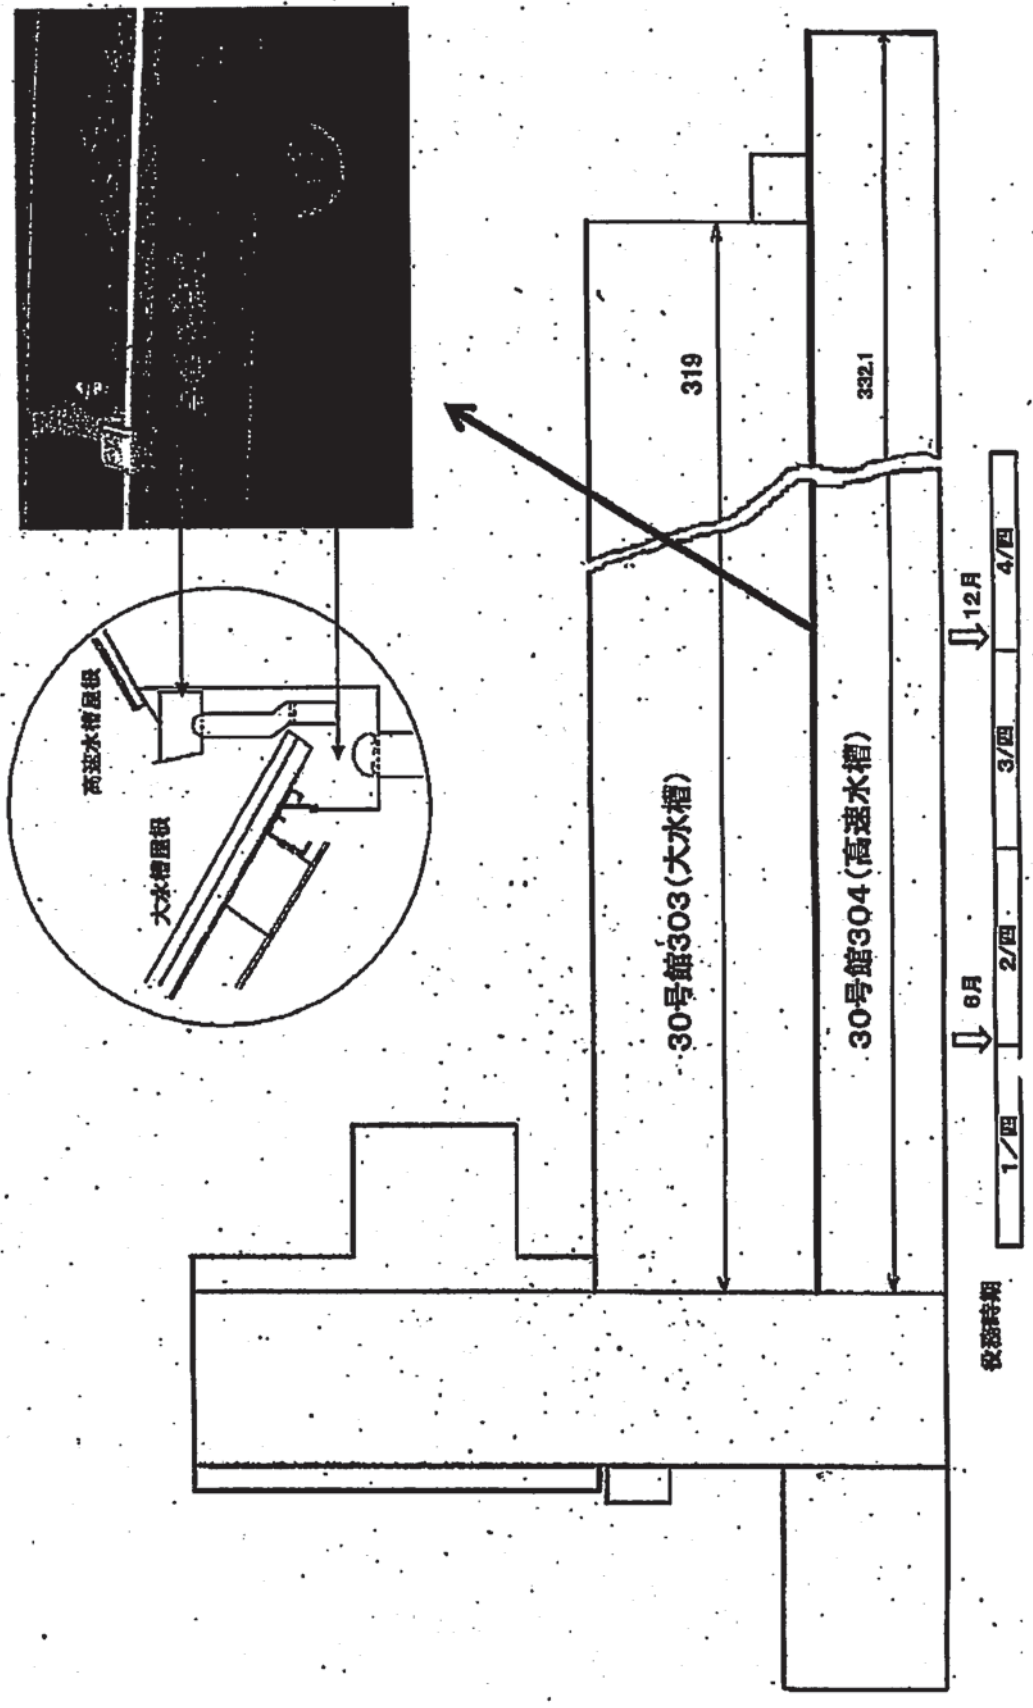 高速水槽屋根
大水槽屋根
319
332.1
30号館303(大水槽)
30号館304(高速水槽)
6月
12月
役務時期
1/四
2/四
3/四
4/四